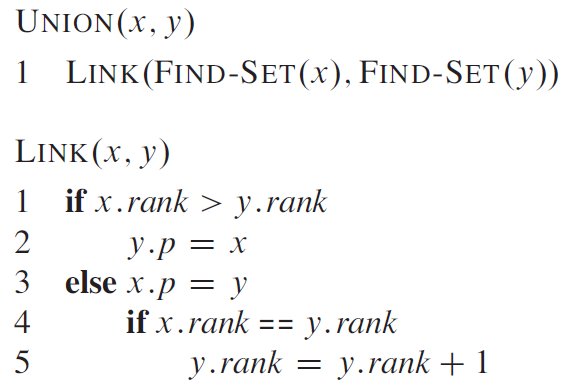 UNION(x, y)
1 LINK(FIND-SET(x), FIND-SET(y))
LINK(x, y)
1 if x.rank > y.rank
2 y.p = x
3 else x.p = y
4 if x.rank == y.rank
5 y.rank = y.rank + 1